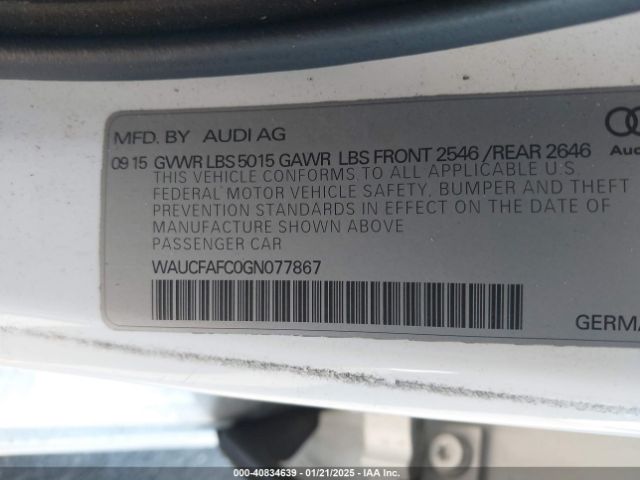 MFD. BY AUDI AG
09 15 GVWR LBS 5015 GAWR LBS FRONT 2546 /REAR 2646
THIS VEHICLE CONFORMS TO ALL APPLICABLE U.S.
FEDERAL MOTOR VEHICLE SAFETY, BUMPER AND THEFT
PREVENTION STANDARDS IN EFFECT ON THE DATE OF
MANUFACTURE SHOWN ABOVE
PASSENGER CAR
WAUCFAFC0GN077867
Aud
GERMA
000-40834639 - 01/21/2025 - IAA Inc.